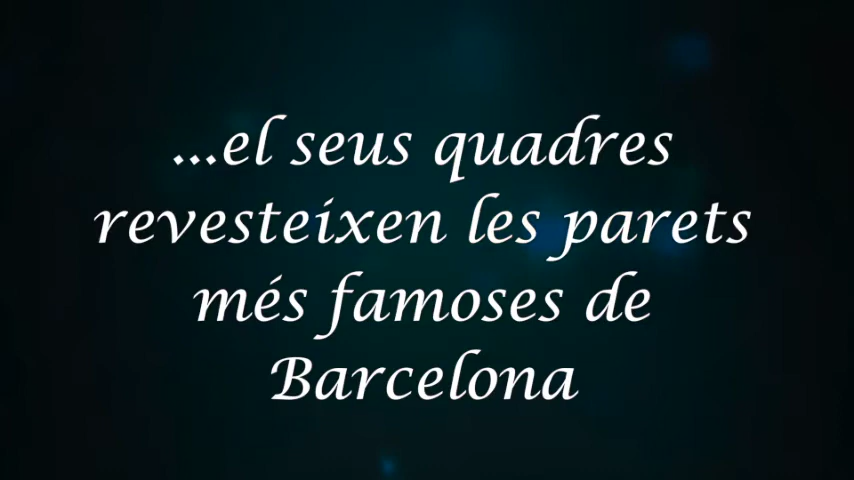 ...el seus quadres
revesteixen les parets
més famoses de
Barcelona